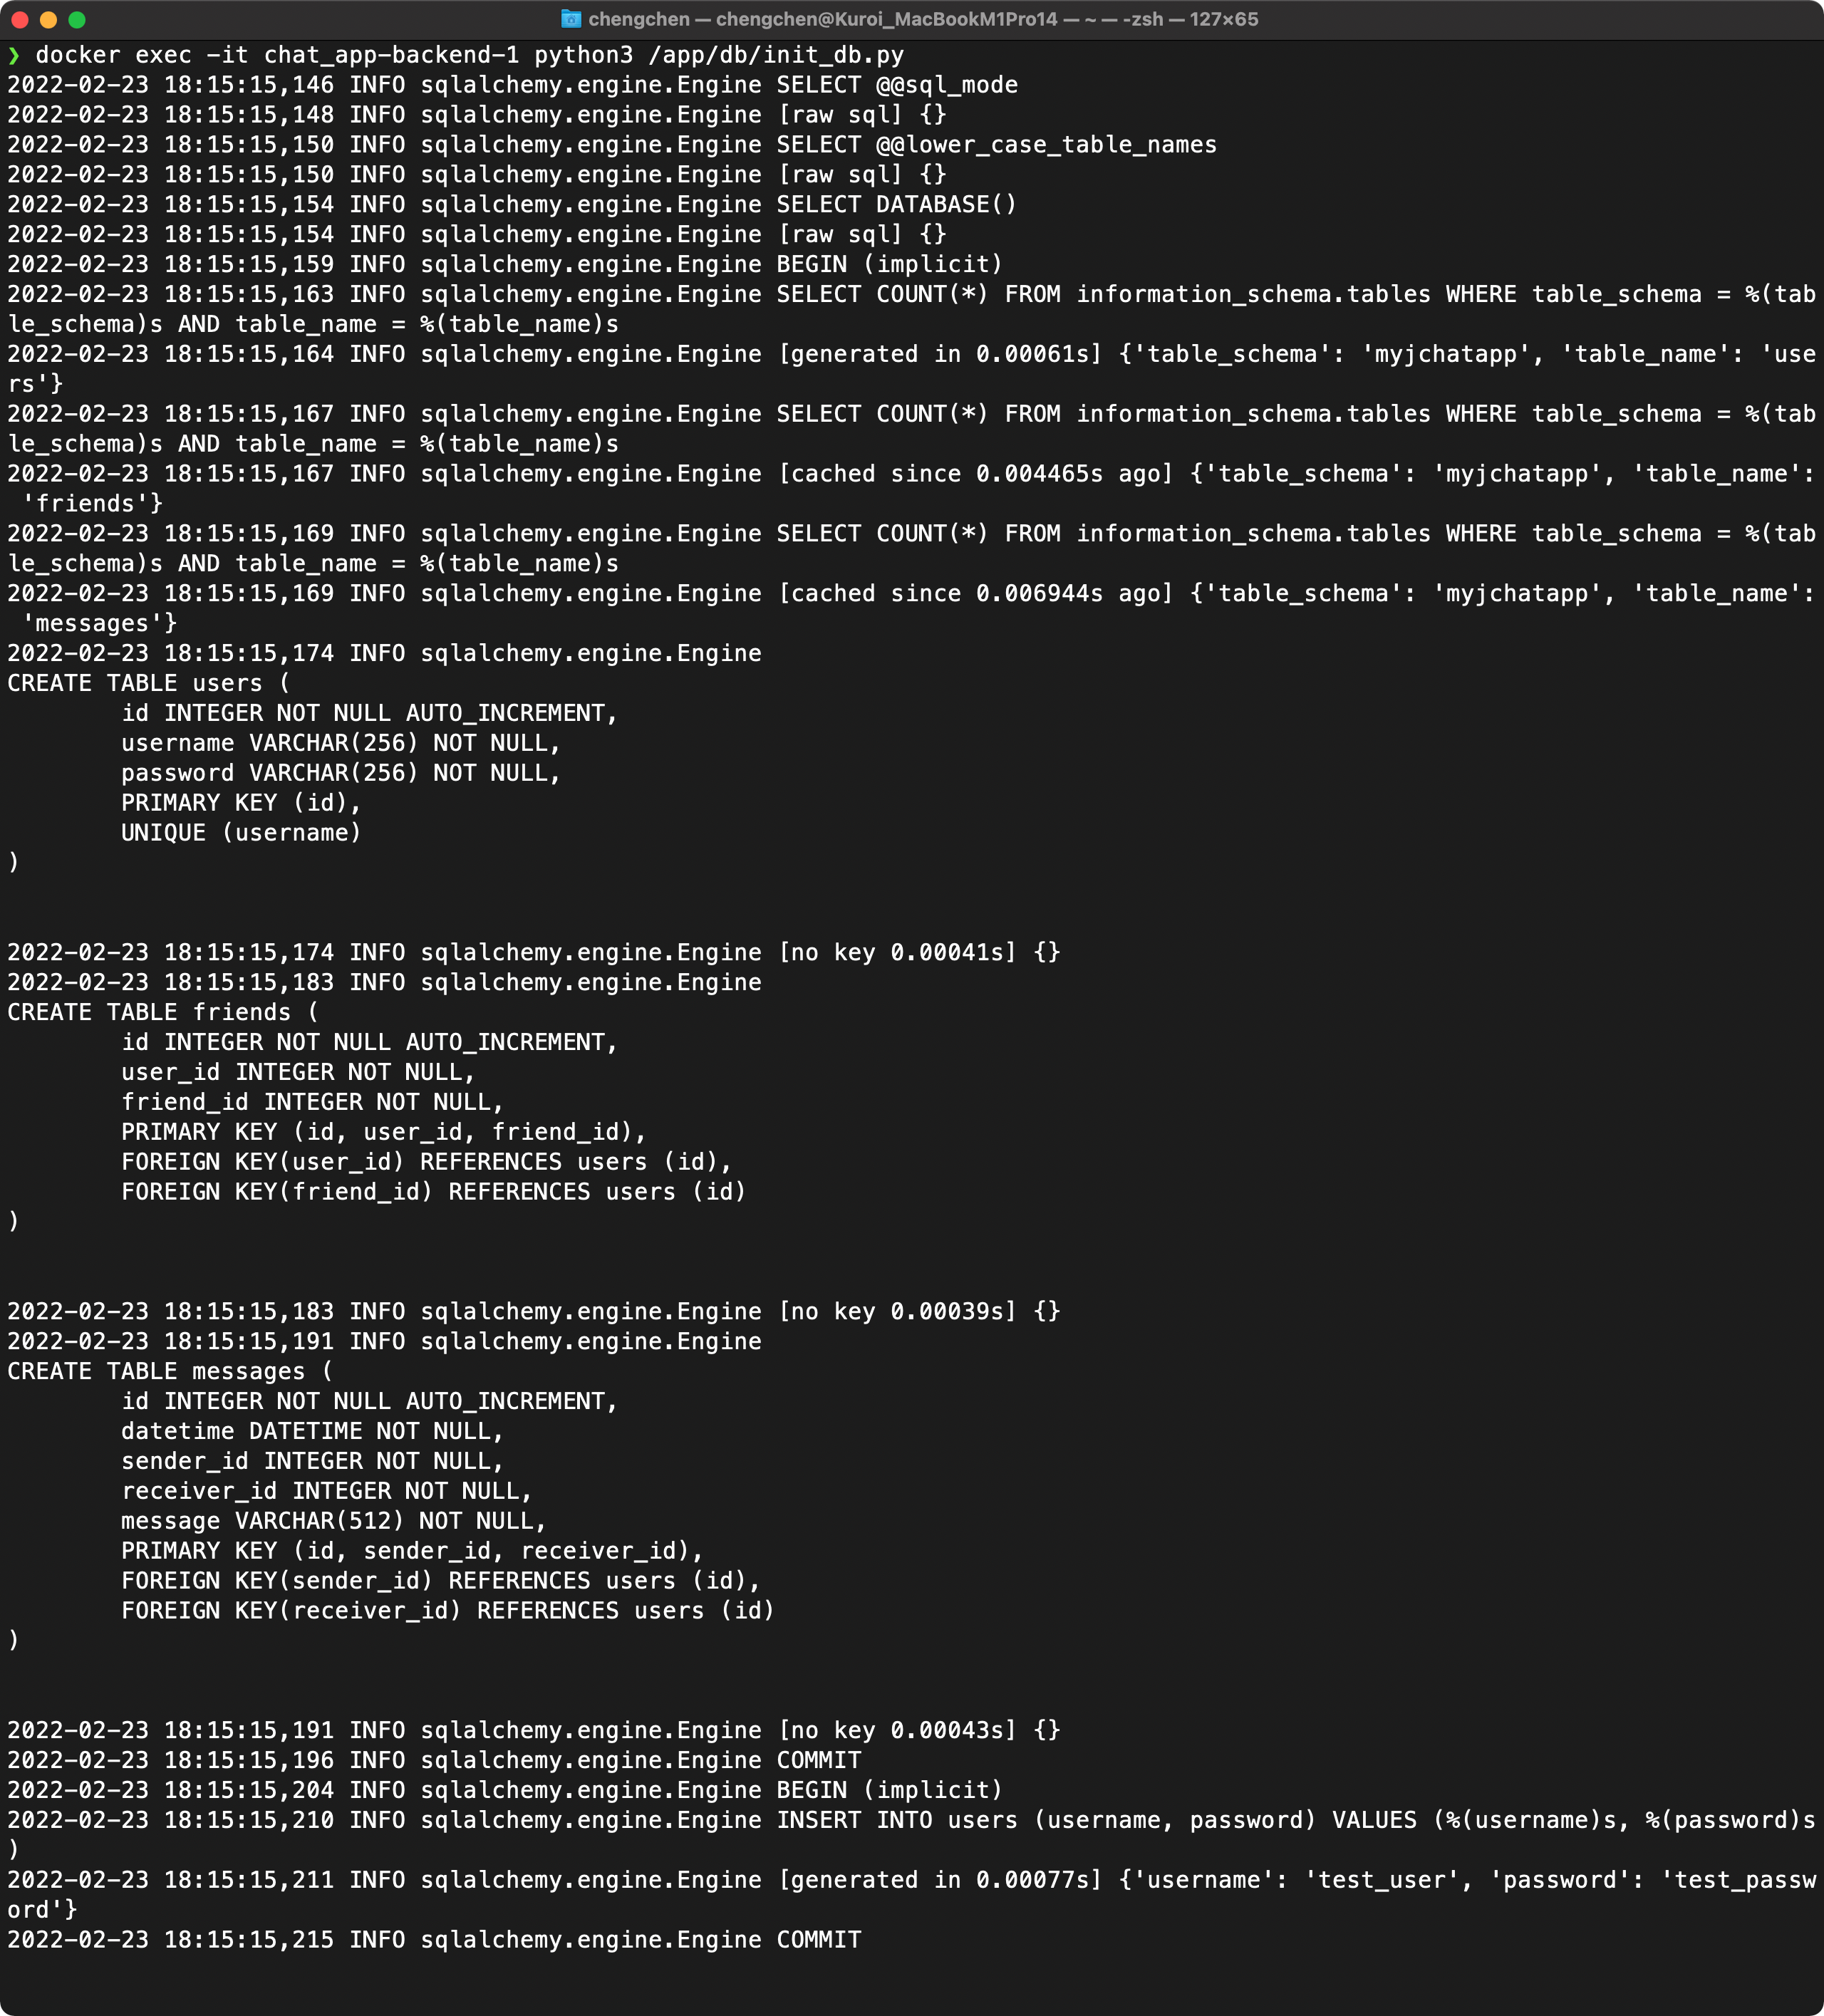 chengchen — chengchen@Kuroi_MacBookM1Pro14 — ~ — -zsh — 127×65
❯ docker exec -it chat_app-backend-1 python3 /app/db/init_db.py
2022-02-23 18:15:15,146 INFO sqlalchemy.engine.Engine SELECT @@sql_mode
2022-02-23 18:15:15,148 INFO sqlalchemy.engine.Engine [raw sql] {}
2022-02-23 18:15:15,150 INFO sqlalchemy.engine.Engine SELECT @@lower_case_table_names
2022-02-23 18:15:15,150 INFO sqlalchemy.engine.Engine [raw sql] {}
2022-02-23 18:15:15,154 INFO sqlalchemy.engine.Engine SELECT DATABASE()
2022-02-23 18:15:15,154 INFO sqlalchemy.engine.Engine [raw sql] {}
2022-02-23 18:15:15,159 INFO sqlalchemy.engine.Engine BEGIN (implicit)
2022-02-23 18:15:15,163 INFO sqlalchemy.engine.Engine SELECT COUNT(*) FROM information_schema.tables WHERE table_schema = %(tab
le_schema)s AND table_name = %(table_name)s
2022-02-23 18:15:15,164 INFO sqlalchemy.engine.Engine [generated in 0.00061s] {'table_schema': 'myjchatapp', 'table_name': 'use
rs'}
2022-02-23 18:15:15,167 INFO sqlalchemy.engine.Engine SELECT COUNT(*) FROM information_schema.tables WHERE table_schema = %(tab
le_schema)s AND table_name = %(table_name)s
2022-02-23 18:15:15,167 INFO sqlalchemy.engine.Engine [cached since 0.004465s ago] {'table_schema': 'myjchatapp', 'table_name':
 'friends'}
2022-02-23 18:15:15,169 INFO sqlalchemy.engine.Engine SELECT COUNT(*) FROM information_schema.tables WHERE table_schema = %(tab
le_schema)s AND table_name = %(table_name)s
2022-02-23 18:15:15,169 INFO sqlalchemy.engine.Engine [cached since 0.006944s ago] {'table_schema': 'myjchatapp', 'table_name':
 'messages'}
2022-02-23 18:15:15,174 INFO sqlalchemy.engine.Engine
CREATE TABLE users (
        id INTEGER NOT NULL AUTO_INCREMENT,
        username VARCHAR(256) NOT NULL,
        password VARCHAR(256) NOT NULL,
        PRIMARY KEY (id),
        UNIQUE (username)
)
2022-02-23 18:15:15,174 INFO sqlalchemy.engine.Engine [no key 0.00041s] {}
2022-02-23 18:15:15,183 INFO sqlalchemy.engine.Engine
CREATE TABLE friends (
        id INTEGER NOT NULL AUTO_INCREMENT,
        user_id INTEGER NOT NULL,
        friend_id INTEGER NOT NULL,
        PRIMARY KEY (id, user_id, friend_id),
        FOREIGN KEY(user_id) REFERENCES users (id),
        FOREIGN KEY(friend_id) REFERENCES users (id)
)
2022-02-23 18:15:15,183 INFO sqlalchemy.engine.Engine [no key 0.00039s] {}
2022-02-23 18:15:15,191 INFO sqlalchemy.engine.Engine
CREATE TABLE messages (
        id INTEGER NOT NULL AUTO_INCREMENT,
        datetime DATETIME NOT NULL,
        sender_id INTEGER NOT NULL,
        receiver_id INTEGER NOT NULL,
        message VARCHAR(512) NOT NULL,
        PRIMARY KEY (id, sender_id, receiver_id),
        FOREIGN KEY(sender_id) REFERENCES users (id),
        FOREIGN KEY(receiver_id) REFERENCES users (id)
)
2022-02-23 18:15:15,191 INFO sqlalchemy.engine.Engine [no key 0.00043s] {}
2022-02-23 18:15:15,196 INFO sqlalchemy.engine.Engine COMMIT
2022-02-23 18:15:15,204 INFO sqlalchemy.engine.Engine BEGIN (implicit)
2022-02-23 18:15:15,210 INFO sqlalchemy.engine.Engine INSERT INTO users (username, password) VALUES (%(username)s, %(password)s
)
2022-02-23 18:15:15,211 INFO sqlalchemy.engine.Engine [generated in 0.00077s] {'username': 'test_user', 'password': 'test_passw
ord'}
2022-02-23 18:15:15,215 INFO sqlalchemy.engine.Engine COMMIT